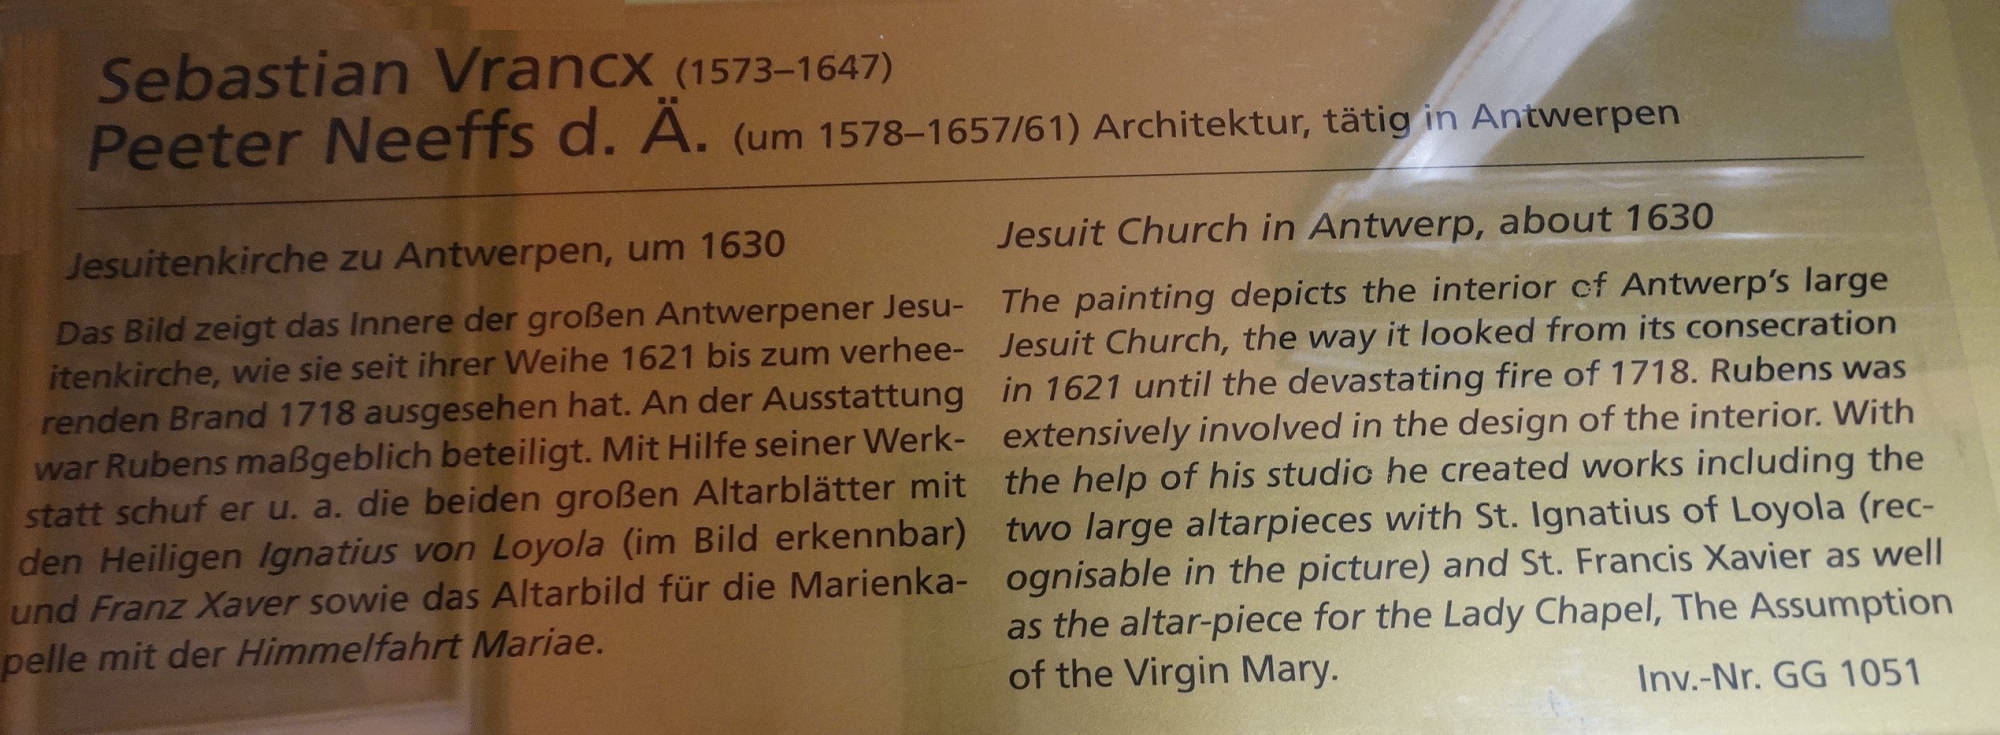 Sebastian Vrancx (1573–1647)
Peeter Neeffs d. Ä. (um 1578–1657/61) Architektur, tätig in Antwerpen
Jesuitenkirche zu Antwerpen, um 1630
Das Bild zeigt das Innere der großen Antwerpener Jesu-
itenkirche, wie sie seit ihrer Weihe 1621 bis zum verhee-
renden Brand 1718 ausgesehen hat. An der Ausstattung
war Rubens maßgeblich beteiligt. Mit Hilfe seiner Werk-
statt schuf er u. a. die beiden großen Altarblätter mit
den Heiligen Ignatius von Loyola (im Bild erkennbar)
und Franz Xaver sowie das Altarbild für die Marienka-
pelle mit der Himmelfahrt Mariae.
Jesuit Church in Antwerp, about 1630
The painting depicts the interior of Antwerp's large
Jesuit Church, the way it looked from its consecration
in 1621 until the devastating fire of 1718. Rubens was
extensively involved in the design of the interior. With
the help of his studio he created works including the
two large altarpieces with St. Ignatius of Loyola (rec-
ognisable in the picture) and St. Francis Xavier as well
as the altar-piece for the Lady Chapel, The Assumption
of the Virgin Mary.
Inv.-Nr. GG 1051